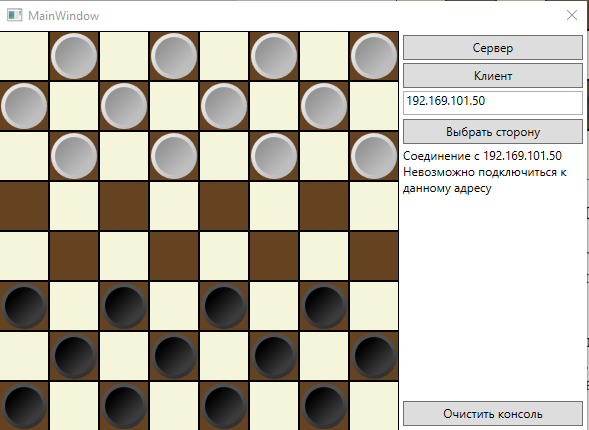 MainWindow
Сервер
Клиент
192.169.101.50
Выбрать сторону
Соединение с 192.169.101.50
Невозможно подключиться к
данному адресу
Очистить консоль